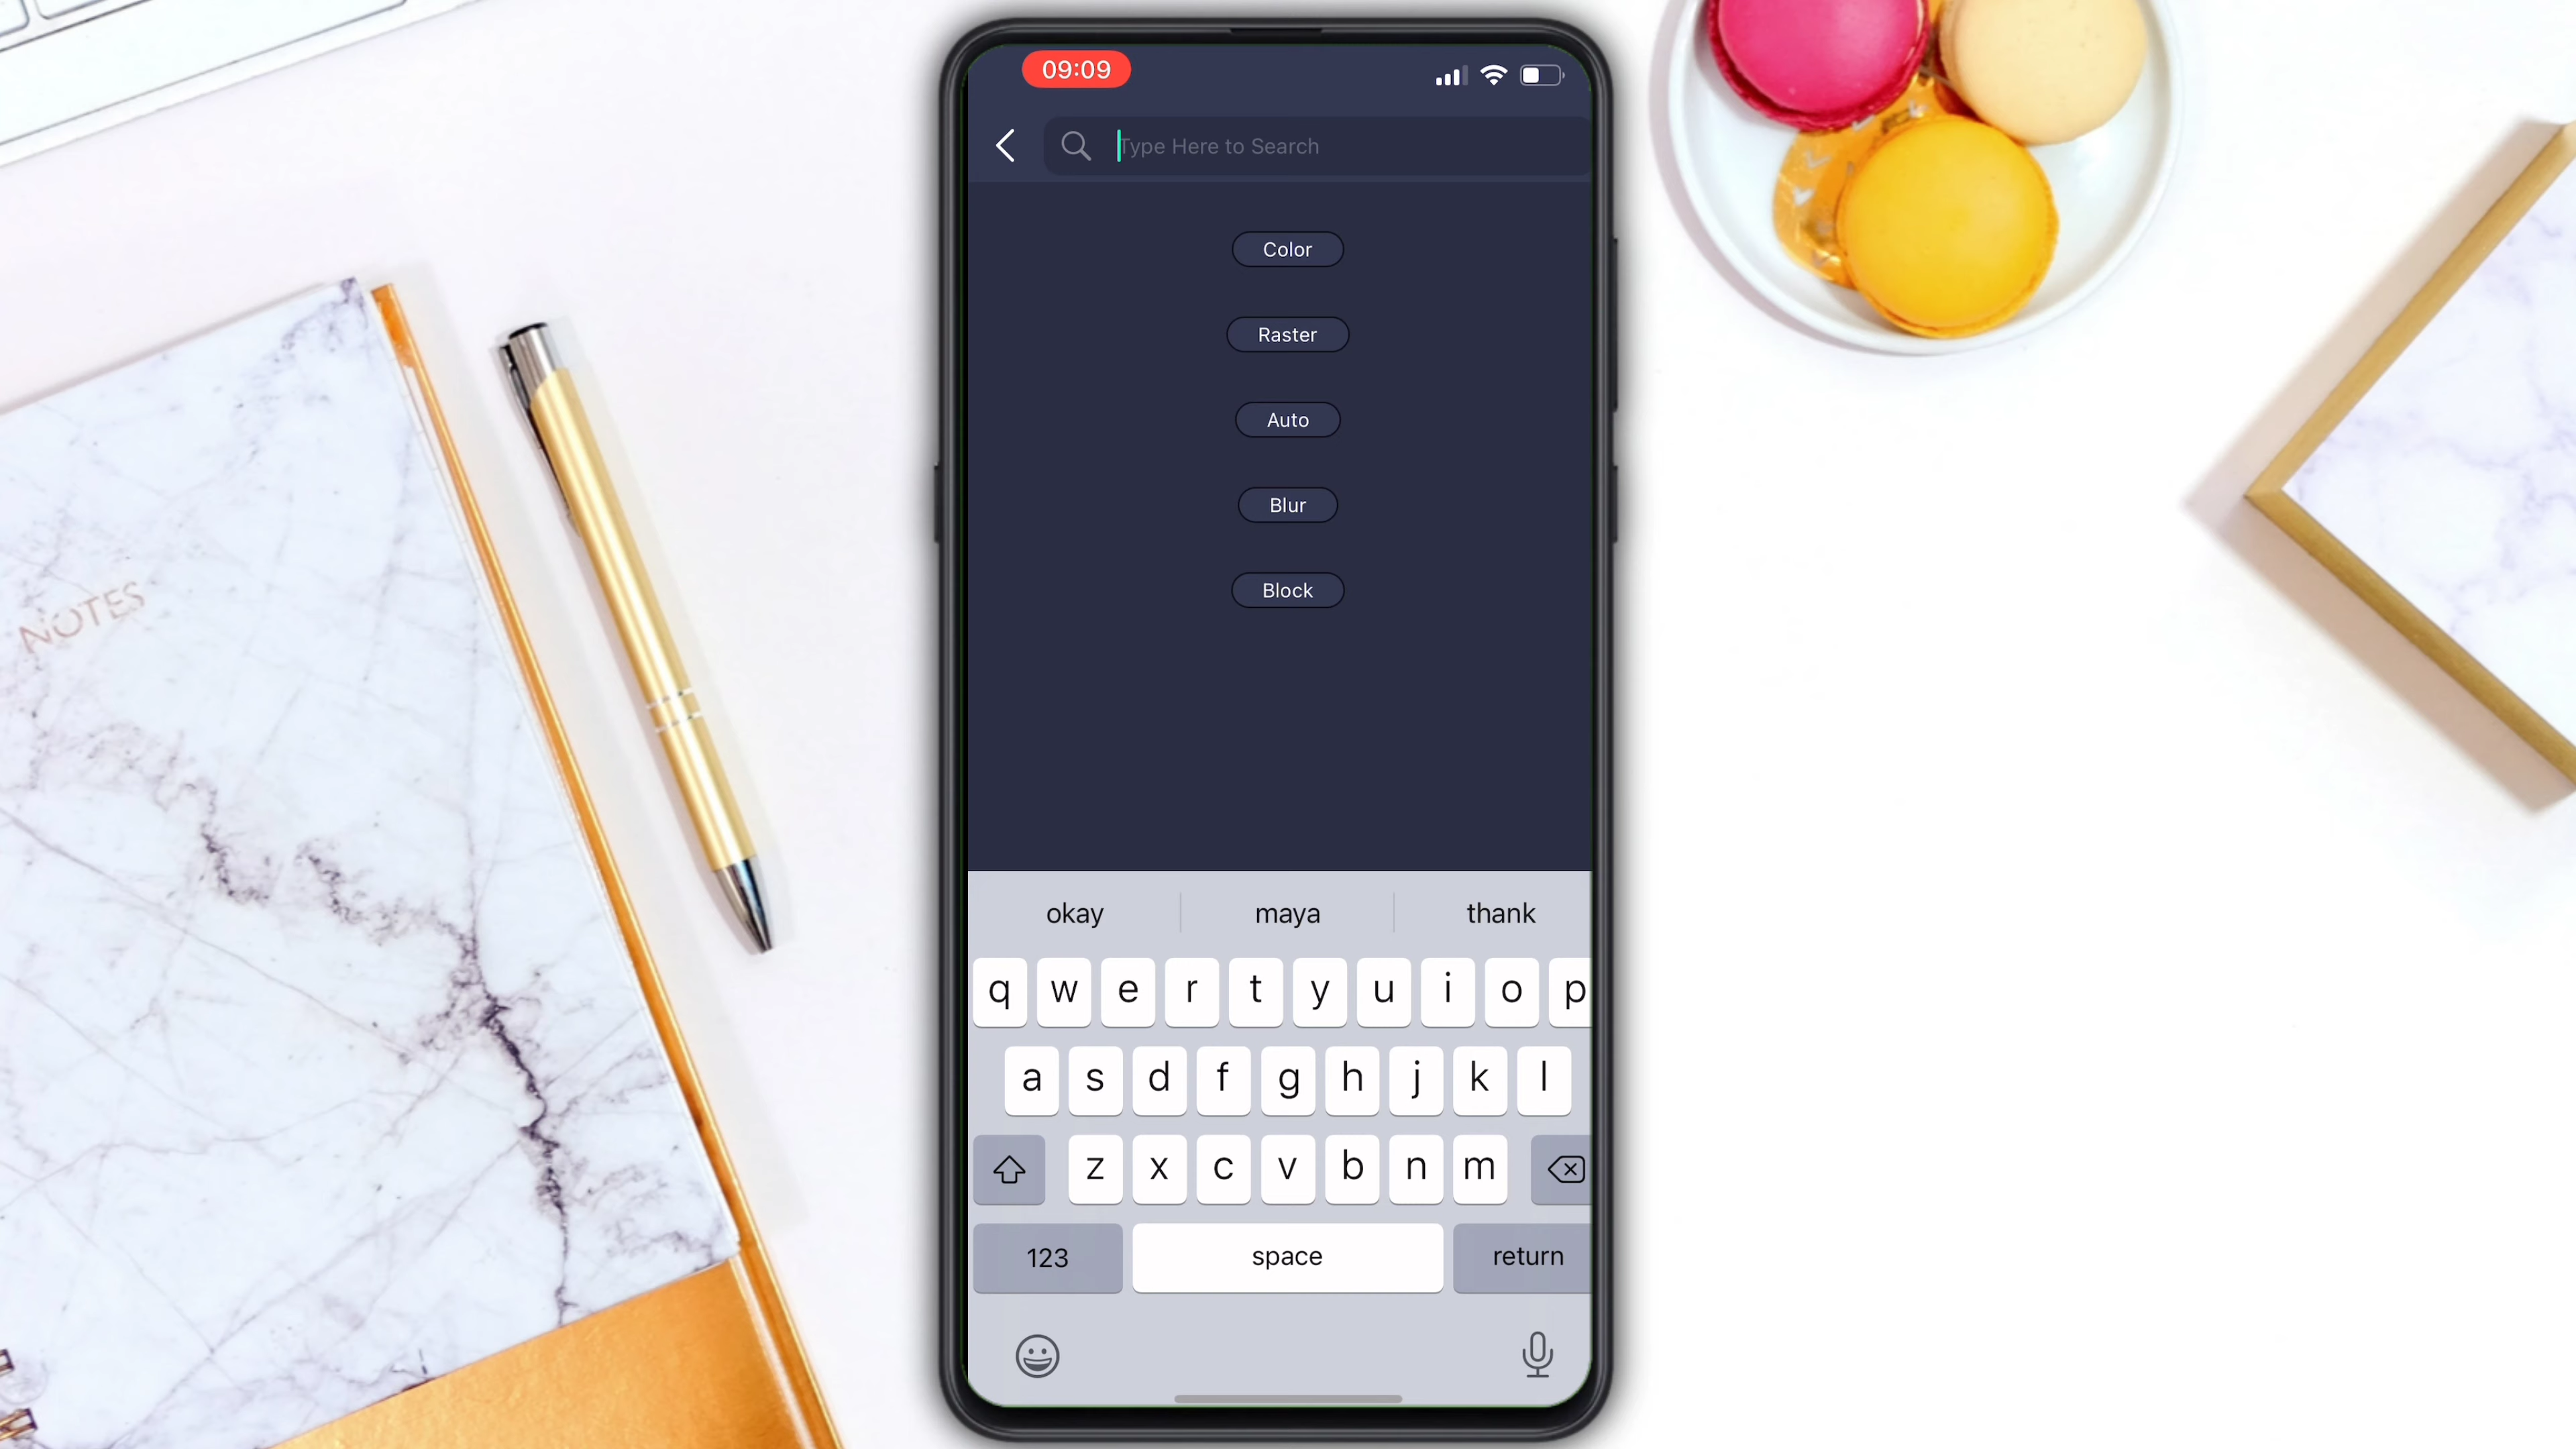 09:09
Type Here to Search
Color
Raster
Auto
Blur
Block
NOTES
okay maya thank
q w e r t y u i o p
a s d f g h j k l
z x c v b n m
123 space return